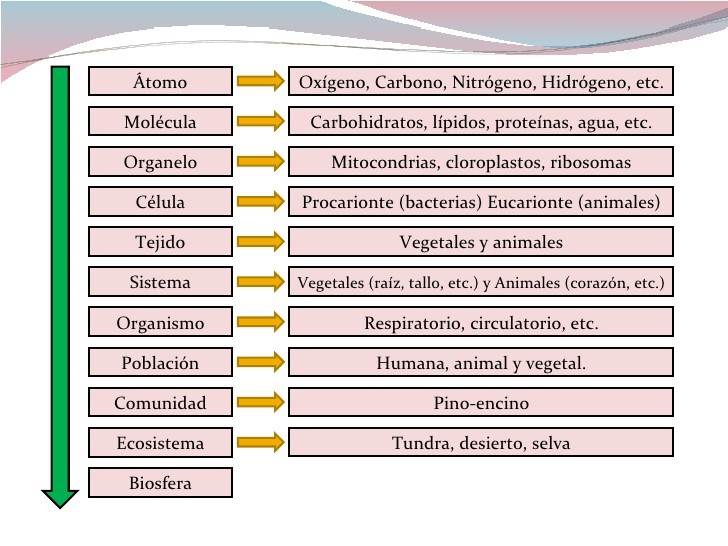 Átomo
Oxígeno, Carbono, Nitrógeno, Hidrógeno, etc.
Molécula
Carbohidratos, lípidos, proteínas, agua, etc.
Organelo
Mitocondrias, cloroplastos, ribosomas
Célula
Procarionte (bacterias) Eucarionte (animales)
Tejido
Vegetales y animales
Sistema
Vegetales (raíz, tallo, etc.) y Animales (corazón, etc.)
Organismo
Respiratorio, circulatorio, etc.
Población
Humana, animal y vegetal.
Comunidad
Pino-encino
Ecosistema
Tundra, desierto, selva
Biosfera